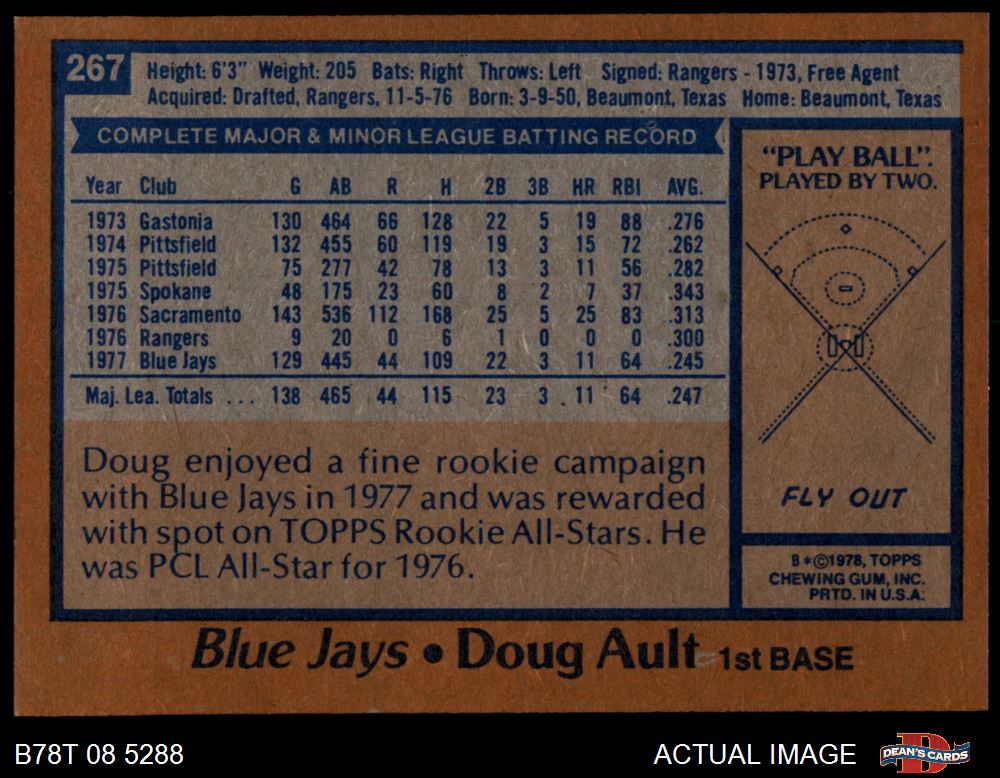 267
Height: 6'3" Weight: 205 Bats: Right Throws: Left Signed: Rangers - 1973, Free Agent
Acquired: Drafted, Rangers, 11-5-76 Born: 3-9-50, Beaumont, Texas Home: Beaumont, Texas
COMPLETE MAJOR & MINOR LEAGUE BATTING RECORD
Year Club G AB R H 2B 3B HR RBI AVG.
1973 Gastonia 130 464 66 128 22 5 19 88 .276
1974 Pittsfield 132 455 60 119 19 3 15 72 .262
1975 Pittsfield 75 277 42 78 13 3 11 56 .282
1975 Spokane 48 175 23 60 8 2 7 37 .343
1976 Sacramento 143 536 112 168 25 5 25 83 .313
1976 Rangers 9 20 0 6 1 0 0 0 .300
1977 Blue Jays 129 445 44 109 22 3 11 64 .245
Maj. Lea. Totals ... 138 465 44 115 23 3 11 64 .247
Doug enjoyed a fine rookie campaign
with Blue Jays in 1977 and was rewarded
with spot on TOPPS Rookie All-Stars. He
was PCL All-Star for 1976.
"PLAY BALL".
PLAYED BY TWO.
FLY OUT
B*©1978, TOPPS
CHEWING GUM, INC.
PRTD. IN U.S.A.
Blue Jays • Doug Ault 1st BASE
B78T 08 5288
ACTUAL IMAGE
DEAN'S CARDS